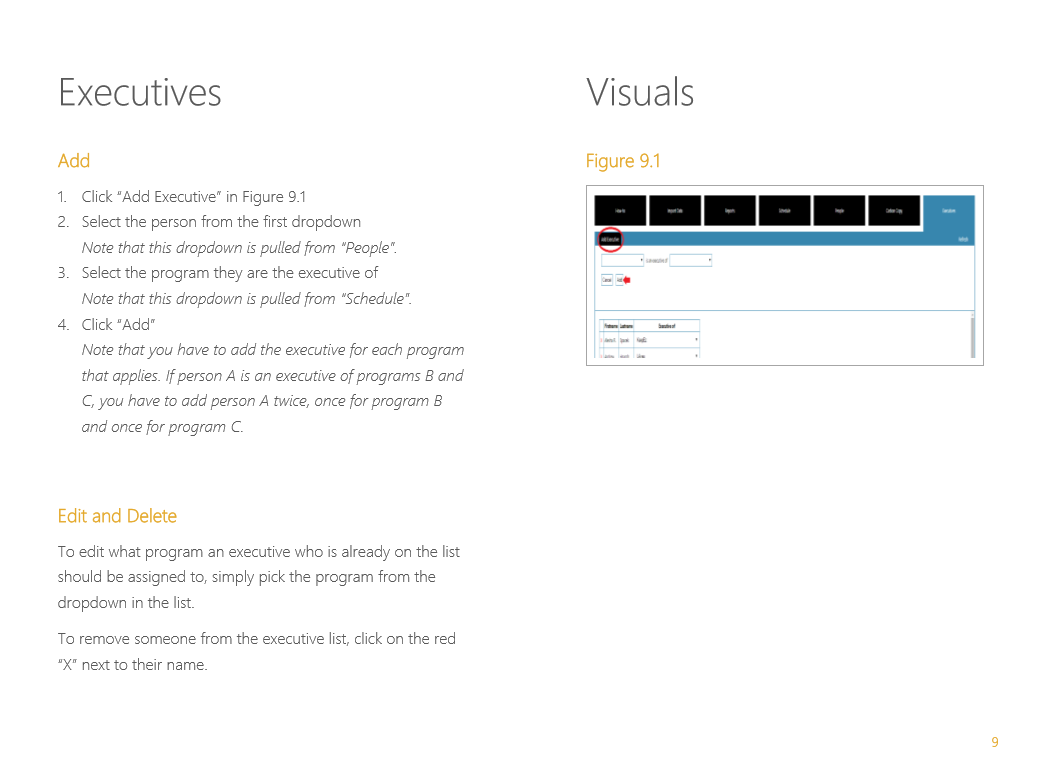 Executives
Add
1. Click “Add Executive” in Figure 9.1
2. Select the person from the first dropdown
Note that this dropdown is pulled from "People".
3. Select the program they are the executive of
Note that this dropdown is pulled from "Schedule".
4. Click “Add”
Note that you have to add the executive for each program
that applies. If person A is an executive of programs B and
C, you have to add person A twice, once for program B
and once for program C.
Edit and Delete
To edit what program an executive who is already on the list
should be assigned to, simply pick the program from the
dropdown in the list.
To remove someone from the executive list, click on the red
“X” next to their name.
Visuals
Figure 9.1
How-to Import Data Reports Schedule People Carbon Copy Executives
Add Executive Refresh
is an executive of
Cancel Add
Firstname Lastname Executive of
9